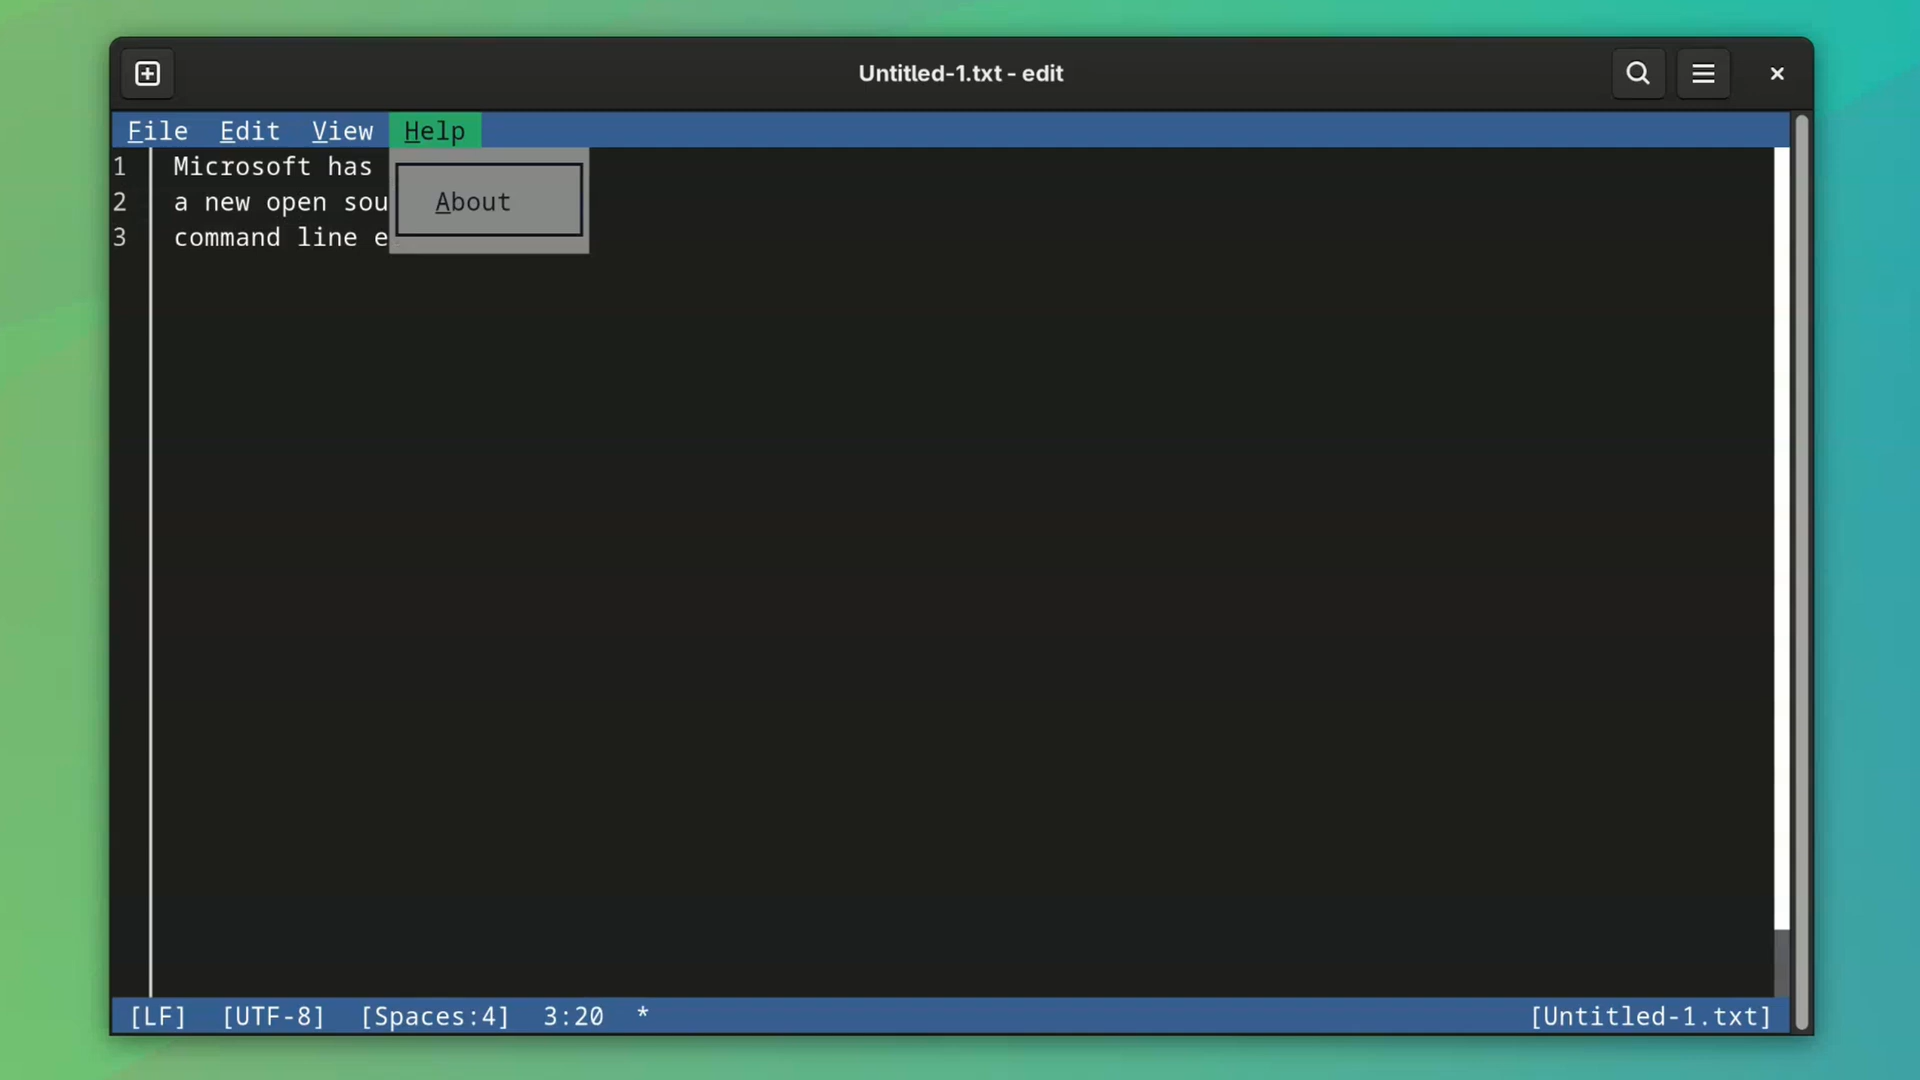 Untitled-1.txt - edit
File Edit View Help
About
1 Microsoft has
2 a new open sou
3 command line e
[LF] [UTF-8] [Spaces:4] 3:20 * [Untitled-1.txt]